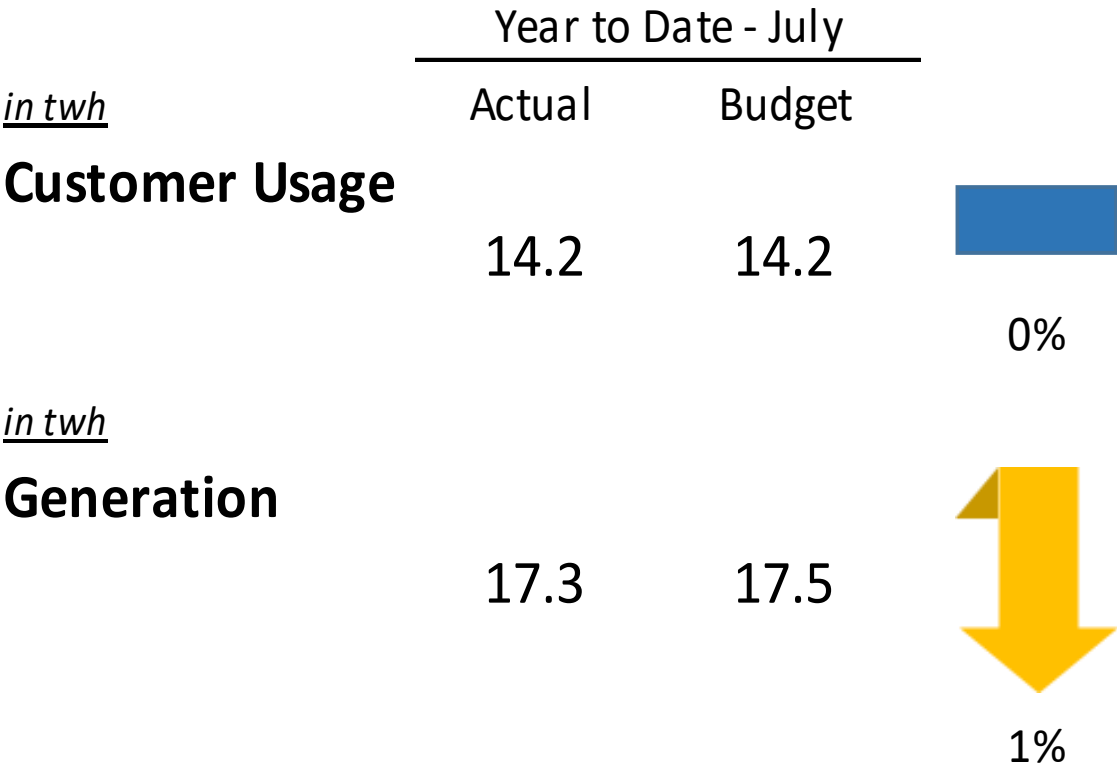 Year to Date - July
in twh Actual Budget
Customer Usage
14.2 14.2
0%
in twh
Generation
17.3 17.5
1%